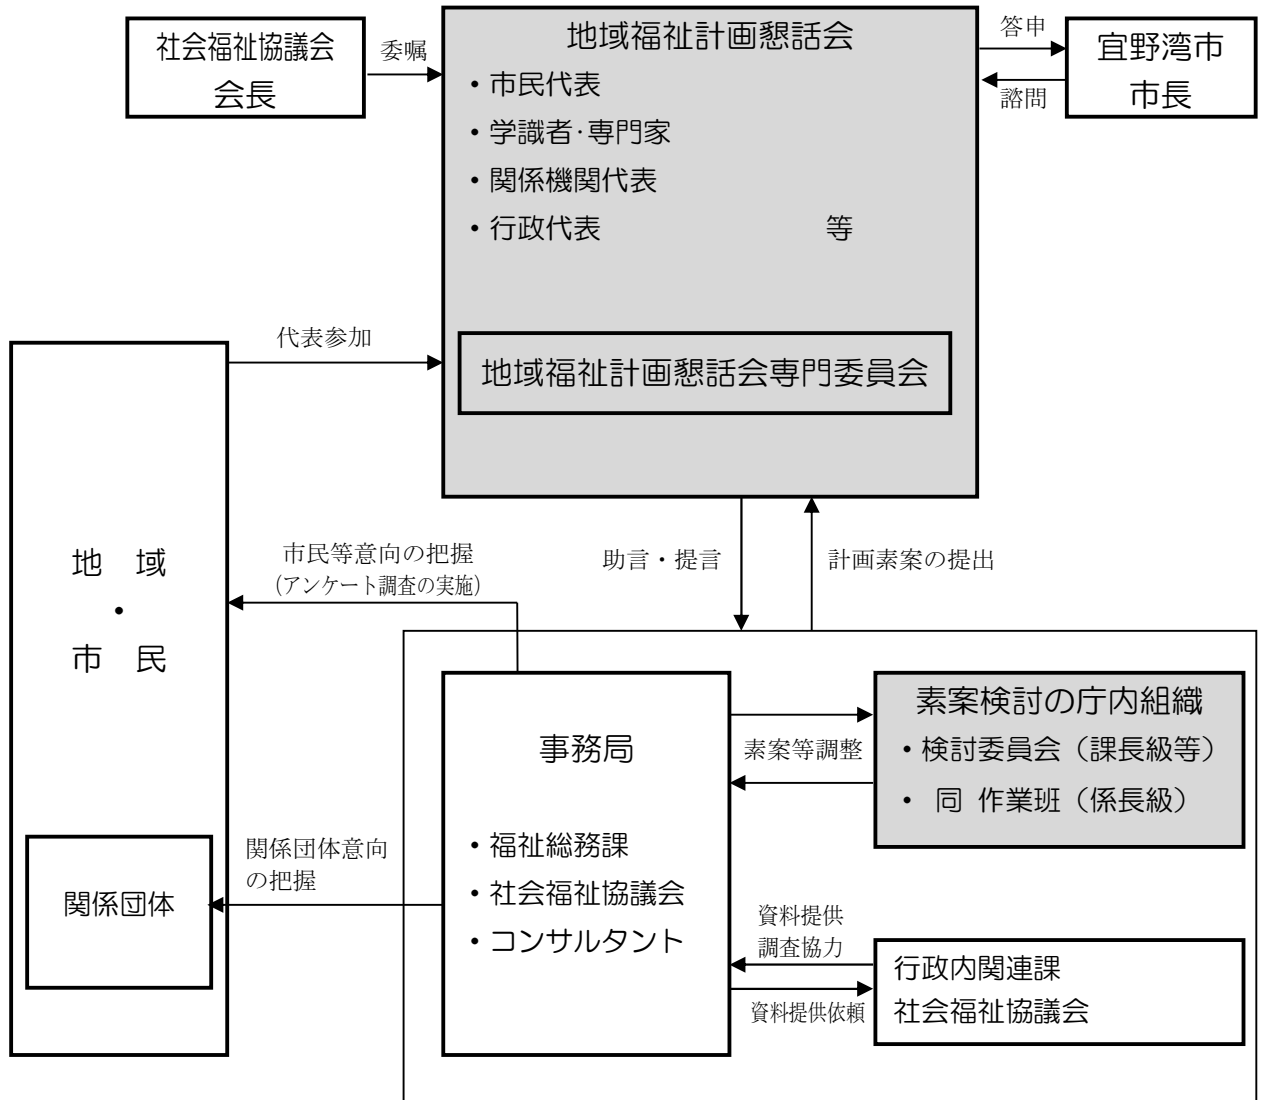 社会福祉協議会
会長
委嘱
地域福祉計画懇話会
・市民代表
・学識者・専門家
・関係機関代表
・行政代表　　　　　　　　等
地域福祉計画懇話会専門委員会
答申
諮問
宜野湾市
市長
代表参加
地　域
・
市　民
関係団体
市民等意向の把握
（アンケート調査の実施）
助言・提言
計画素案の提出
関係団体意向
の把握
事務局
・福祉総務課
・社会福祉協議会
・コンサルタント
素案等調整
素案検討の庁内組織
・検討委員会（課長級等）
・ 同 作業班（係長級）
資料提供
調査協力
資料提供依頼
行政内関連課
社会福祉協議会